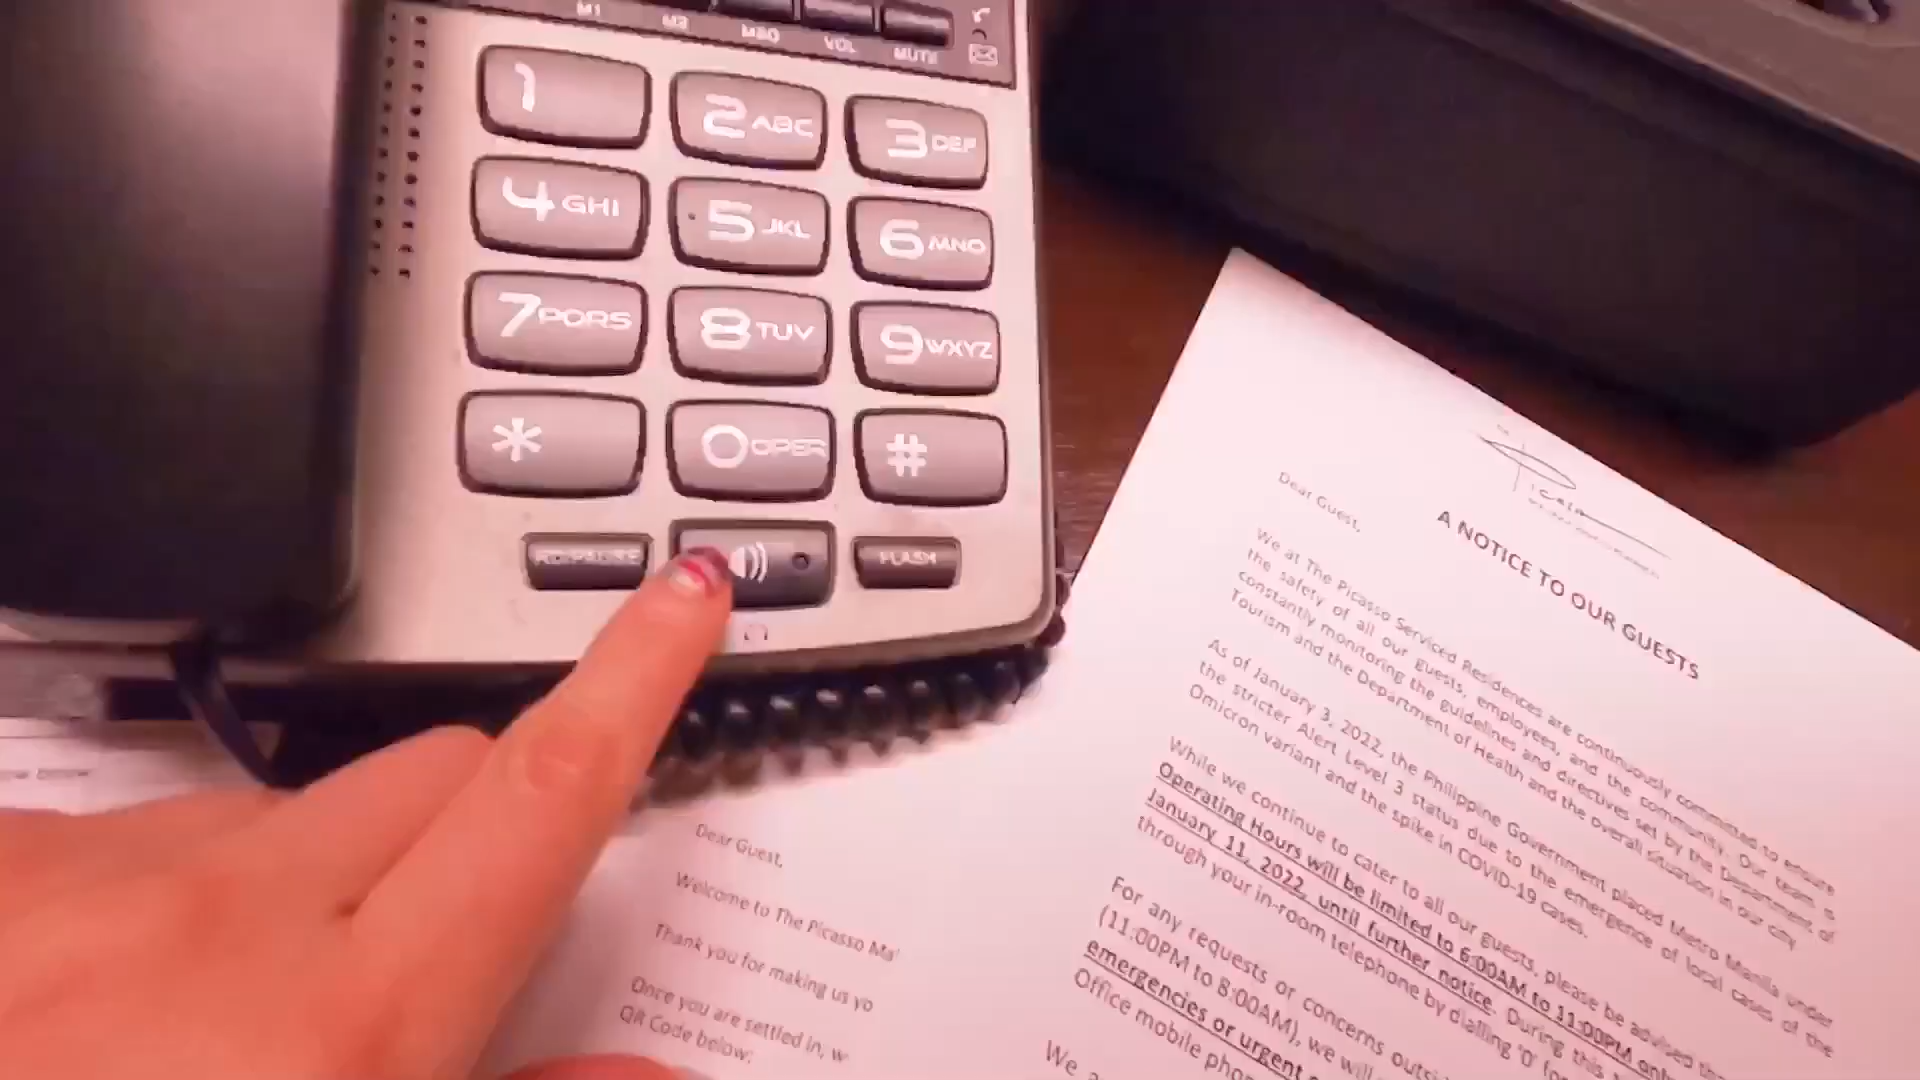 M1 M2 M80 VOL MUTE
1 2 ABC 3 DEF
4 GHI 5 JKL 6 MNO
7 PQRS 8 TUV 9 WXYZ
* 0 OPER #
FLASH
Dear Guest,
Welcome to The Picasso
Thank you for making us
Once you are settled in,
QR Code below:
Picasso
A NOTICE TO OUR GUESTS
Dear Guest,
We at The Picasso Serviced Residences are continuously committed to ensure
the safety of all our guests, employees, and the community. Our team is
constantly monitoring the guidelines and directives set by the Department of
Tourism and the Department of Health and the overall situation in our city
As of January 3, 2022, the Philippine Government placed Metro Manila under
the stricter Alert Level 3 status due to the emergence of local cases of the
Omicron variant and the spike in COVID-19 cases.
While we continue to cater to all our guests, please be advised
Operating Hours will be limited to 6:00AM to 11:00PM only
January 11, 2022, until further notice. During this
through your in-room telephone by dialling '0' for
For any requests or concerns
(11:00PM to 8:00AM), we will
emergencies or urgent
Office mobile
We